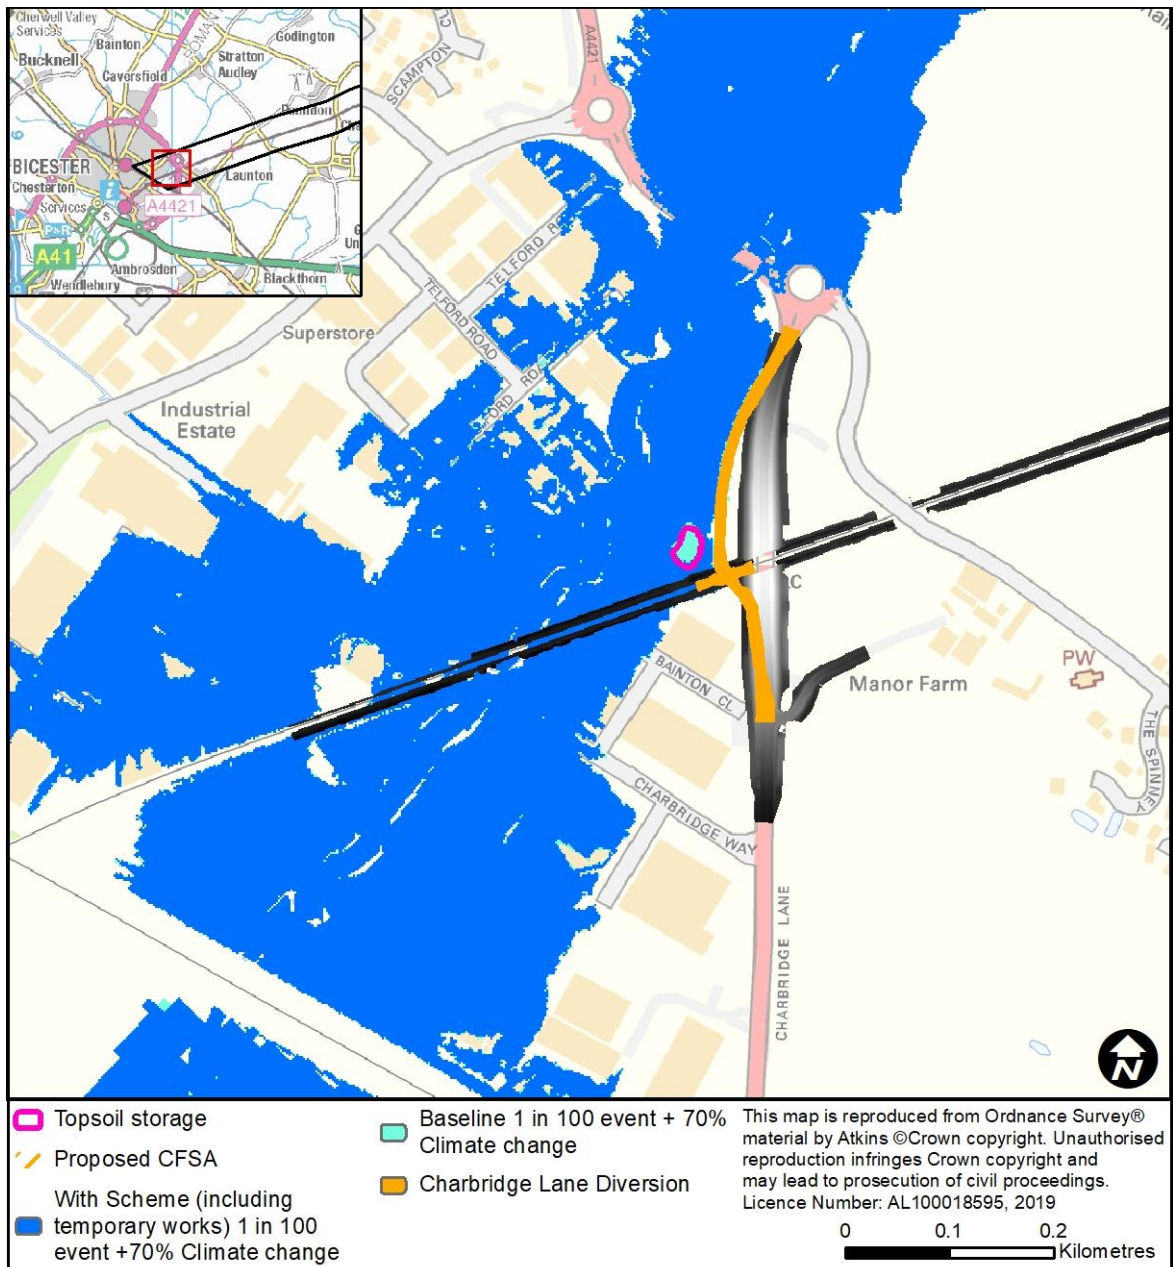 Cherwell Valley
Services
Bainton
Bucknell
Caversfield
Godington
Stratton
Audley
ROMAN
BICESTER
Chesterton
Services
Launton
A4421
P&R
A41
Ambrosden
Wendlebury
Blackthorn
A4421
SCAMPTON
TELFORD ROAD
TELFORD ROAD
Superstore
Industrial
Estate
LC
BAINTON CL
Manor Farm
PW
THE SPINNEY
CHARBRIDGE WAY
CHARBRIDGE LANE
N
Topsoil storage
Proposed CFSA
With Scheme (including
temporary works) 1 in 100
event +70% Climate change
Baseline 1 in 100 event + 70%
Climate change
Charbridge Lane Diversion
This map is reproduced from Ordnance Survey®
material by Atkins ©Crown copyright. Unauthorised
reproduction infringes Crown copyright and
may lead to prosecution of civil proceedings.
Licence Number: AL100018595, 2019
0 0.1 0.2
Kilometres